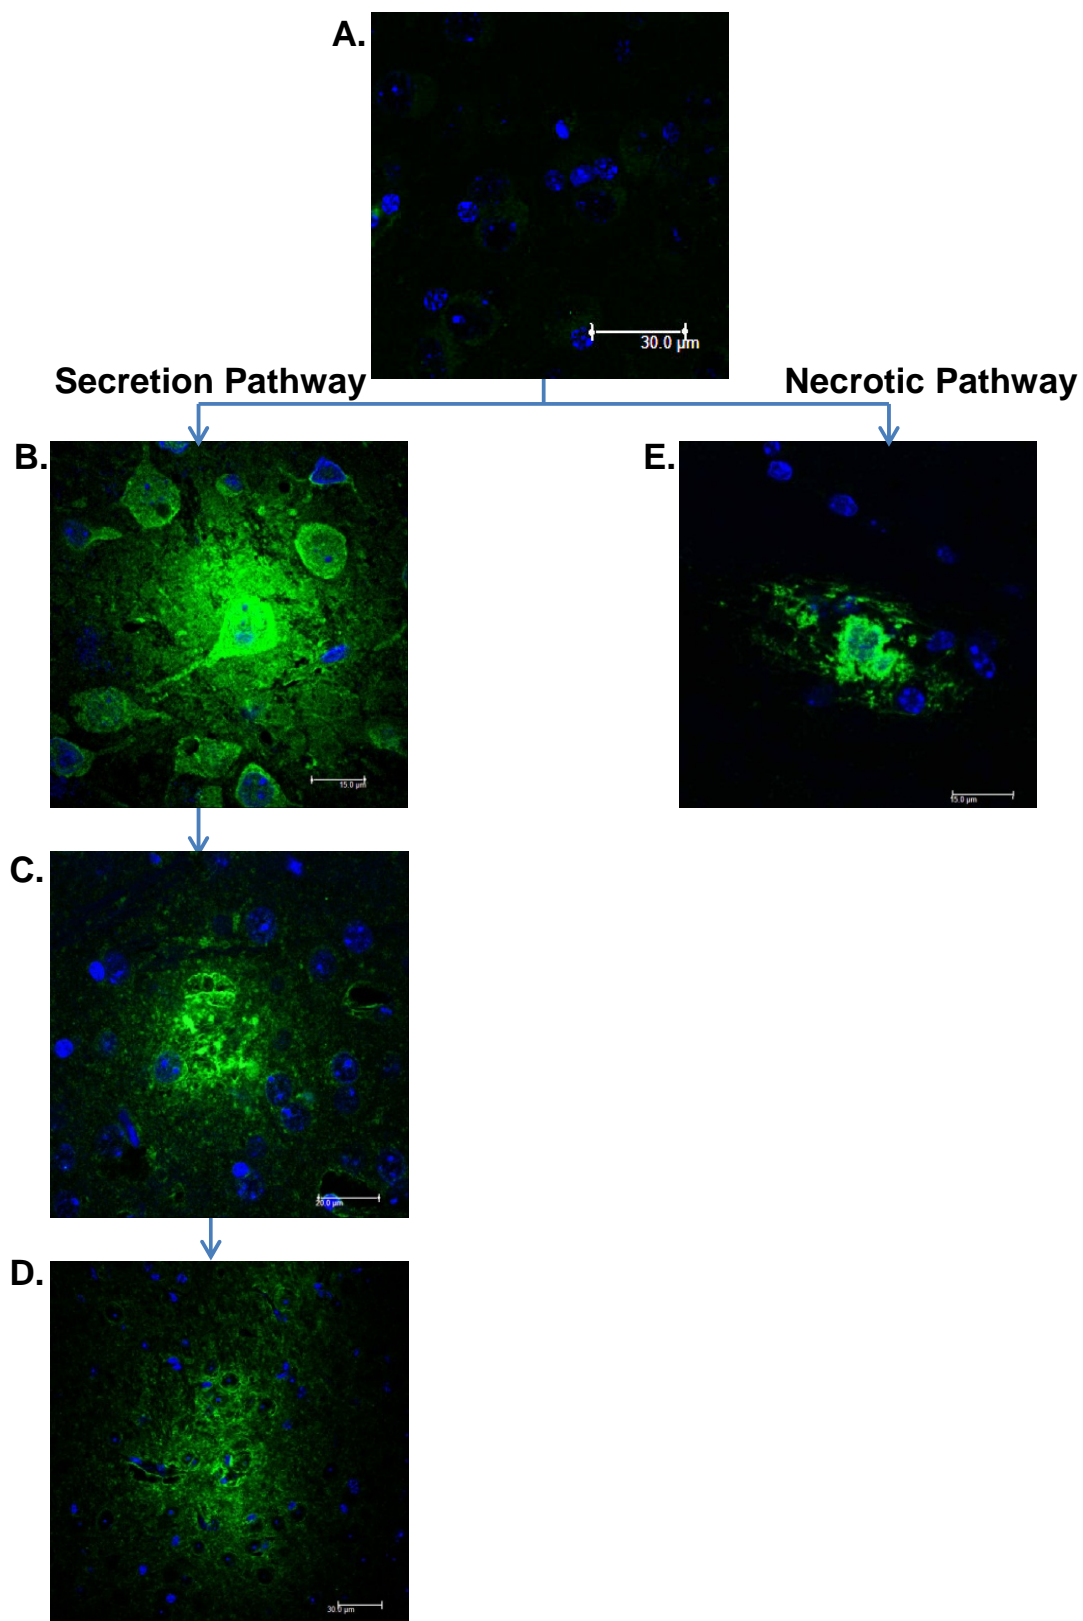 A.
30.0 µm
Secretion Pathway
Necrotic Pathway
B.
E.
15.0 µm
15.0 µm
C.
20.0 µm
D.
30.0 µm